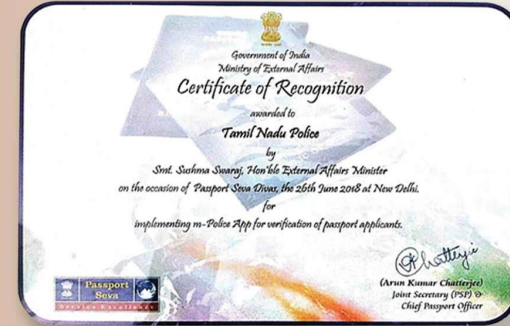 Government of India
Ministry of External Affairs
Certificate of Recognition
awarded to
Tamil Nadu Police
by
Smt. Sushma Swaraj, Hon'ble External Affairs Minister
on the occasion of Passport Seva Divas, the 26th June 2018 at New Delhi.
for
implementing m-Police App for verification of passport applicants.
(Arun Kumar Chatterjee)
Joint Secretary (PSP) &
Chief Passport Officer
Passport
Seva
Service Excellence